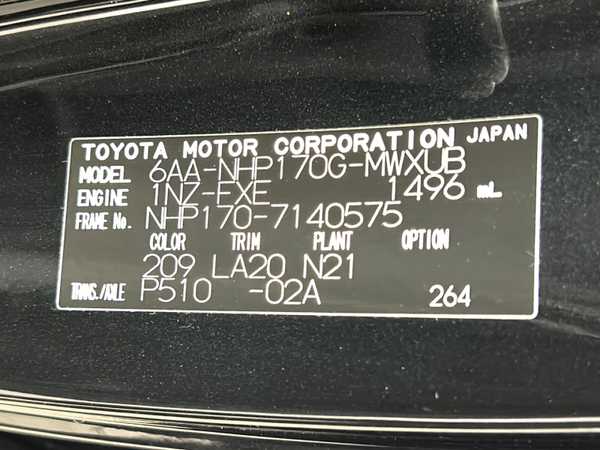 TOYOTA MOTOR CORPORATION JAPAN
MODEL 6AA-NHP170G-MWXUB
ENGINE 1NZ-EXE 1496 mL.
FRAME No. NHP170-7140575
COLOR TRIM PLANT OPTION
209 LA20 N21
TRANS./AXLE P510 -02A 264